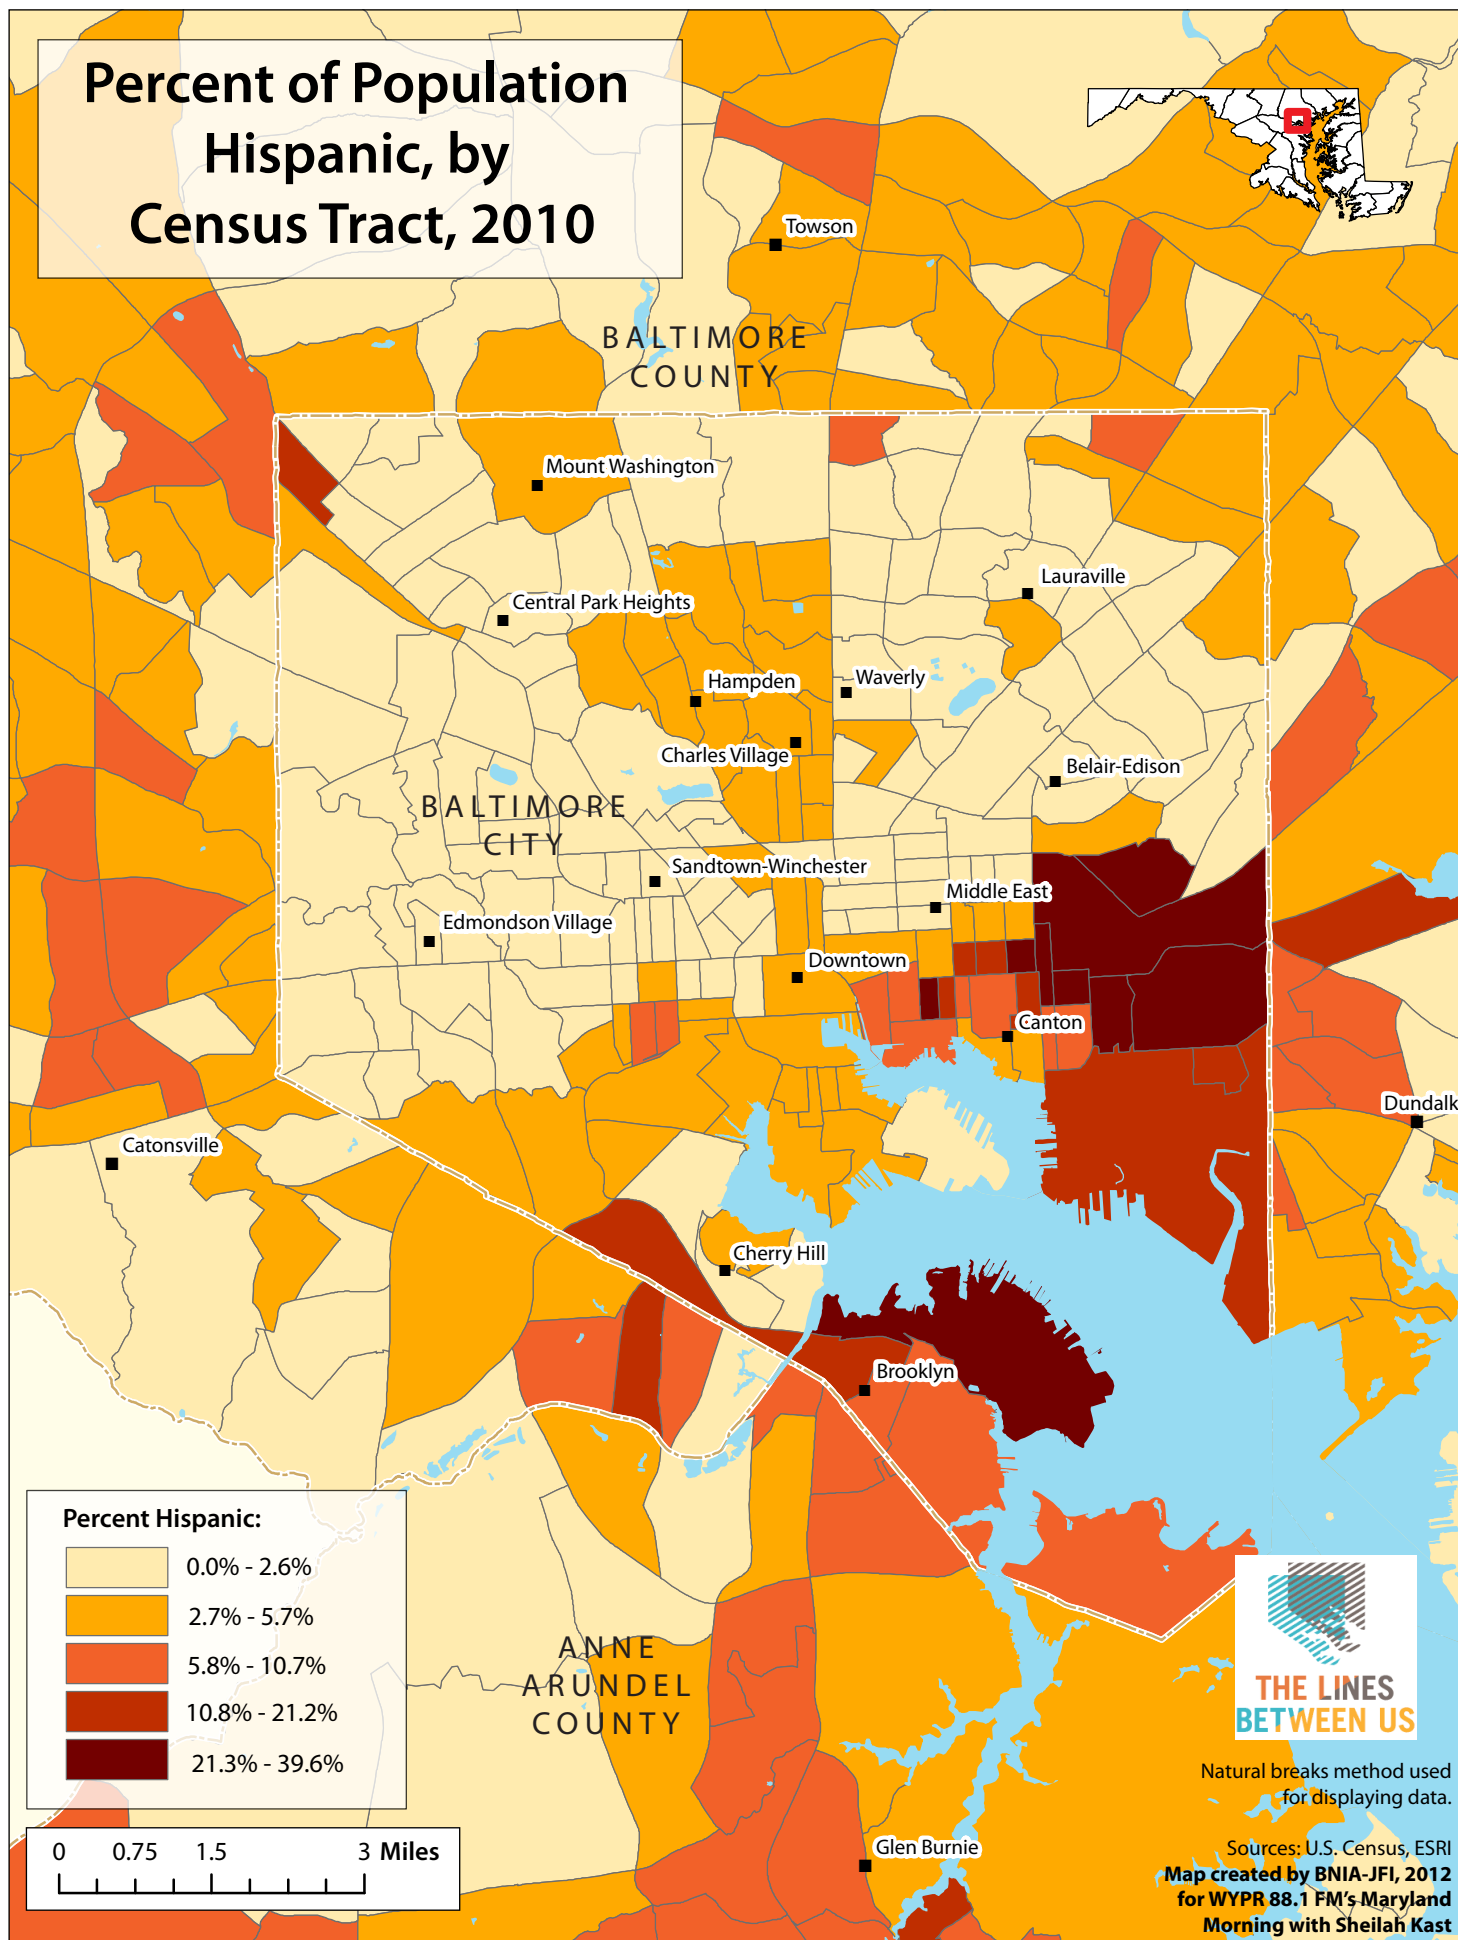 Percent of Population
Hispanic, by
Census Tract, 2010
Towson
BALTIMORE
COUNTY
Mount Washington
Lauraville
Central Park Heights
Hampden
Waverly
Charles Village
Belair-Edison
BALTIMORE
CITY
Sandtown-Winchester
Middle East
Edmondson Village
Downtown
Canton
Dundalk
Catonsville
Cherry Hill
Brooklyn
Percent Hispanic:
0.0% - 2.6%
2.7% - 5.7%
5.8% - 10.7%
10.8% - 21.2%
21.3% - 39.6%
ANNE
ARUNDEL
COUNTY
THE LINES
BETWEEN US
Natural breaks method used
for displaying data.
0 0.75 1.5 3 Miles
Glen Burnie
Sources: U.S. Census, ESRI
Map created by BNIA-JFI, 2012
for WYPR 88.1 FM's Maryland
Morning with Sheilah Kast